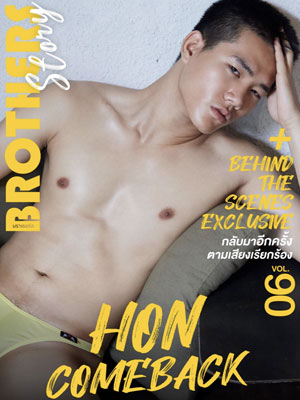 BROTHERS
Story
+
BEHIND
THE
SCENES
EXCLUSIVE
กลับมาอีกครั้ง
ตามเสียงเรียกร้อง
VOL.
06
HON
COMEBACK